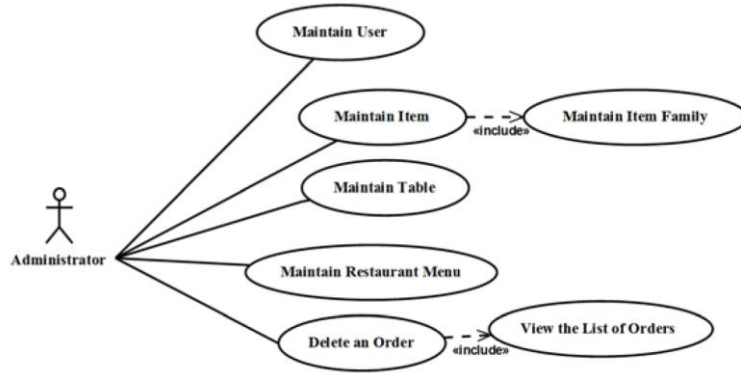 Maintain User
Maintain Item
«include»
Maintain Item Family
Maintain Table
Administrator
Maintain Restaurant Menu
Delete an Order
«include»
View the List of Orders